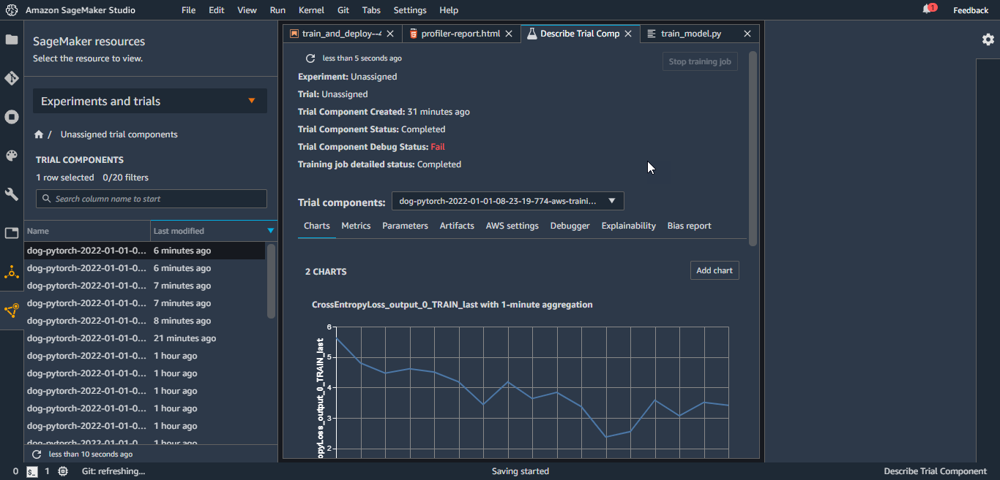 Amazon SageMaker Studio File Edit View Run Kernel Git Tabs Settings Help 1 Feedback
SageMaker resources
Select the resource to view.
Experiments and trials
/ Unassigned trial components
TRIAL COMPONENTS
1 row selected 0/20 filters
Search column name to start
Name Last modified
dog-pytorch-2022-01-01-0... 6 minutes ago
dog-pytorch-2022-01-01-0... 6 minutes ago
dog-pytorch-2022-01-01-0... 7 minutes ago
dog-pytorch-2022-01-01-0... 7 minutes ago
dog-pytorch-2022-01-01-0... 8 minutes ago
dog-pytorch-2022-01-01-0... 21 minutes ago
dog-pytorch-2022-01-01-0... 1 hour ago
dog-pytorch-2022-01-01-0... 1 hour ago
dog-pytorch-2022-01-01-0... 1 hour ago
dog-pytorch-2022-01-01-0... 1 hour ago
dog-pytorch-2022-01-01-0... 1 hour ago
dog-pytorch-2022-01-01-0 1 hour ago
less than 10 seconds ago
train_and_deploy--4 profiler-report.html Describe Trial Comp train_model.py
less than 5 seconds ago
Stop training job
Experiment: Unassigned
Trial: Unassigned
Trial Component Created: 31 minutes ago
Trial Component Status: Completed
Trial Component Debug Status: Fail
Training job detailed status: Completed
Trial components: dog-pytorch-2022-01-01-08-23-19-774-aws-traini...
Charts Metrics Parameters Artifacts AWS settings Debugger Explainability Bias report
2 CHARTS
Add chart
CrossEntropyLoss_output_0_TRAIN_last with 1-minute aggregation
opyLoss_output_0_TRAIN_last
6
5
4
3
2
0 $_ 1 Git: refreshing... Saving started Describe Trial Component